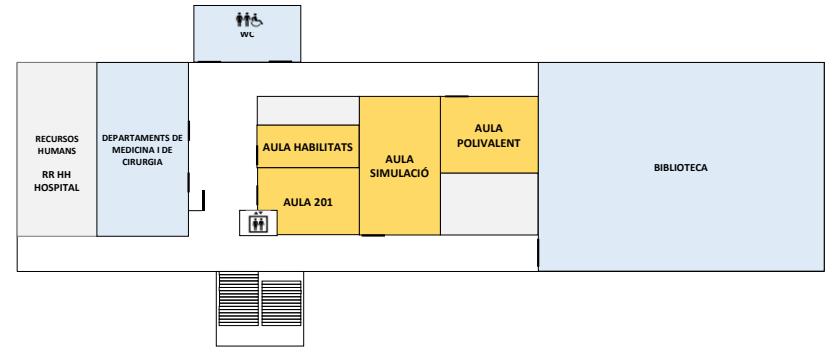 WC
RECURSOS
HUMANS
RR HH
HOSPITAL
DEPARTAMENTS DE
MEDICINA I DE
CIRURGIA
AULA HABILITATS
AULA 201
AULA
SIMULACIÓ
AULA
POLIVALENT
BIBLIOTECA